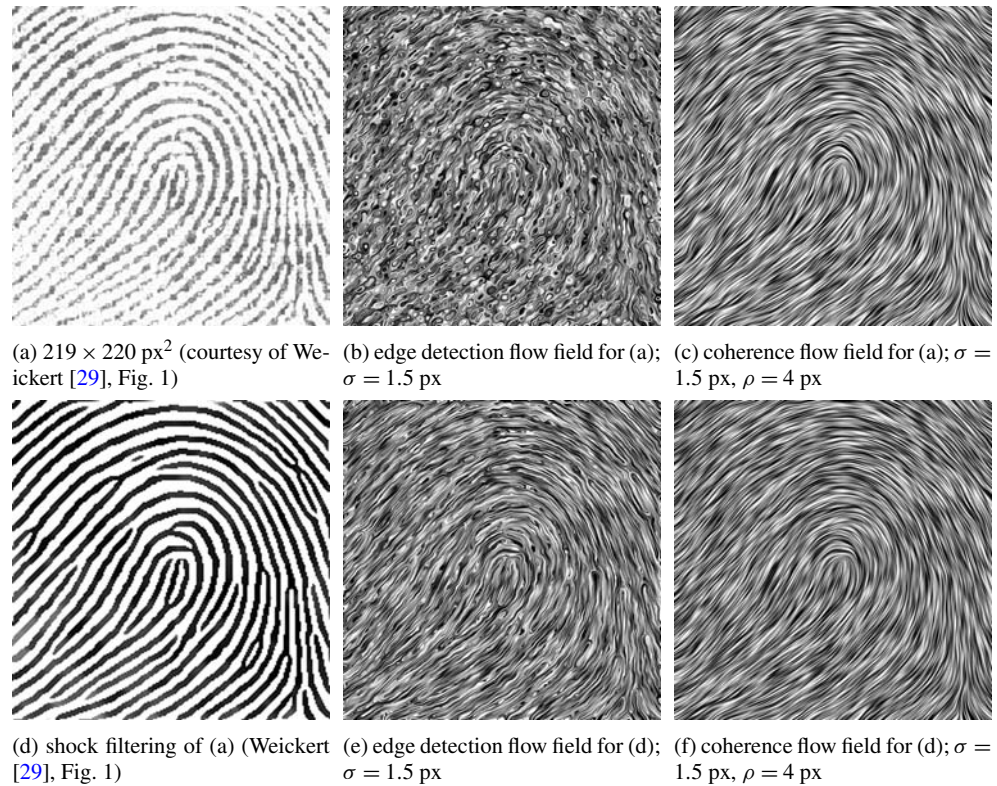 (a) 219 × 220 px² (courtesy of We-
ickert [29], Fig. 1)
(b) edge detection flow field for (a);
σ = 1.5 px
(c) coherence flow field for (a); σ =
1.5 px, ρ = 4 px
(d) shock filtering of (a) (Weickert
[29], Fig. 1)
(e) edge detection flow field for (d);
σ = 1.5 px
(f) coherence flow field for (d); σ =
1.5 px, ρ = 4 px